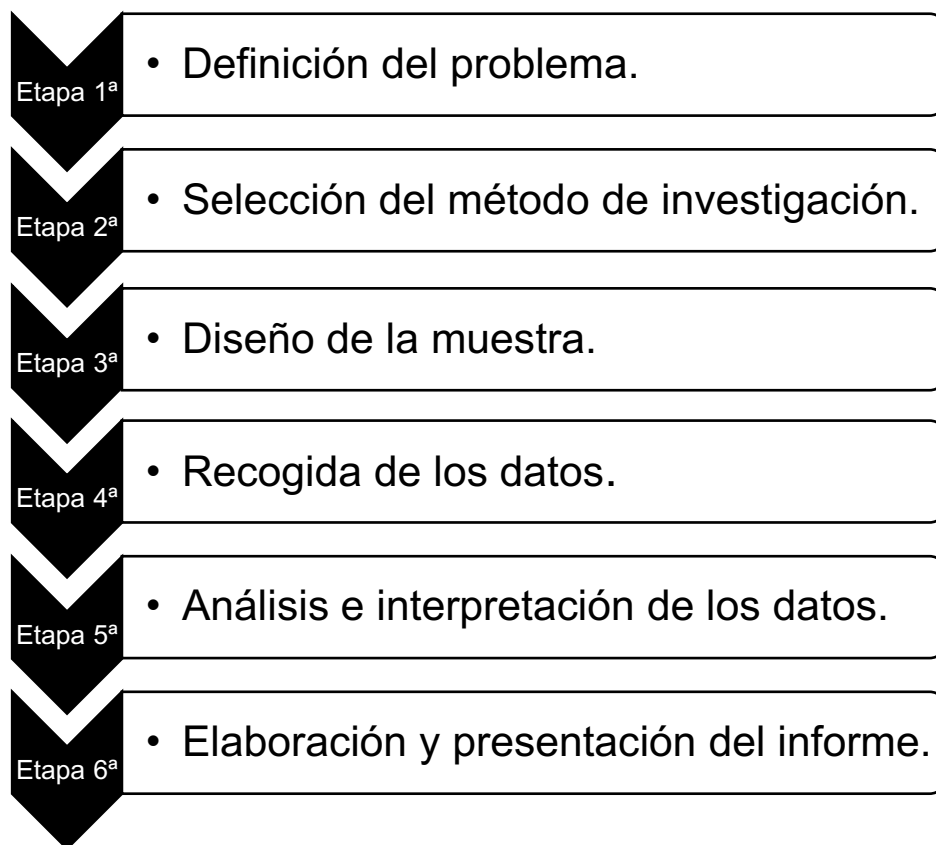 Etapa 1ª
• Definición del problema.
Etapa 2ª
• Selección del método de investigación.
Etapa 3ª
• Diseño de la muestra.
Etapa 4ª
• Recogida de los datos.
Etapa 5ª
• Análisis e interpretación de los datos.
Etapa 6ª
• Elaboración y presentación del informe.